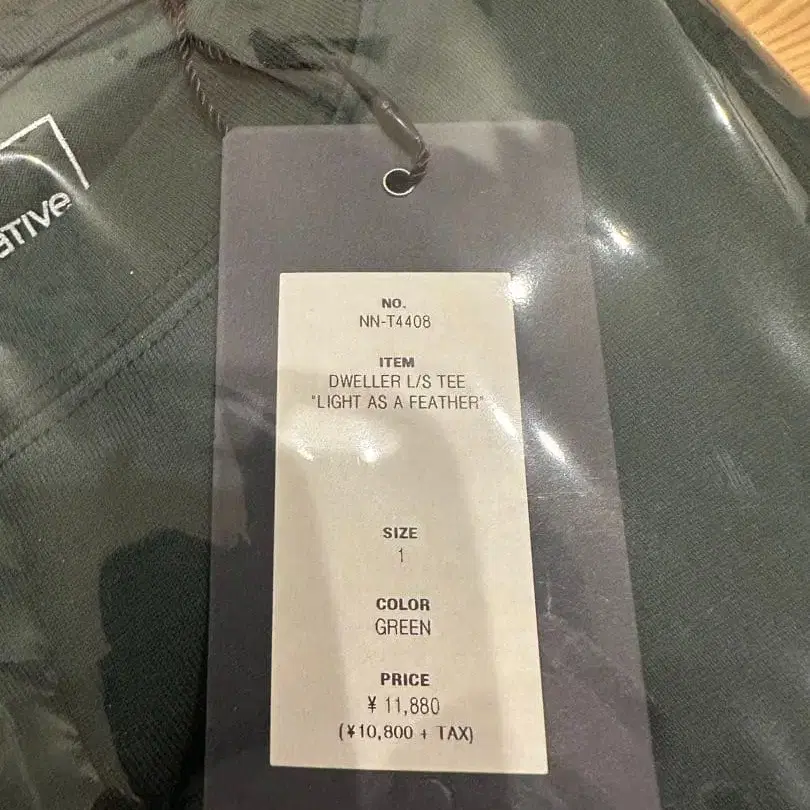 ative
NO.
NN-T4408
ITEM
DWELLER L/S TEE
"LIGHT AS A FEATHER"
SIZE
1
COLOR
GREEN
PRICE
¥ 11,880
(¥10,800 + TAX)